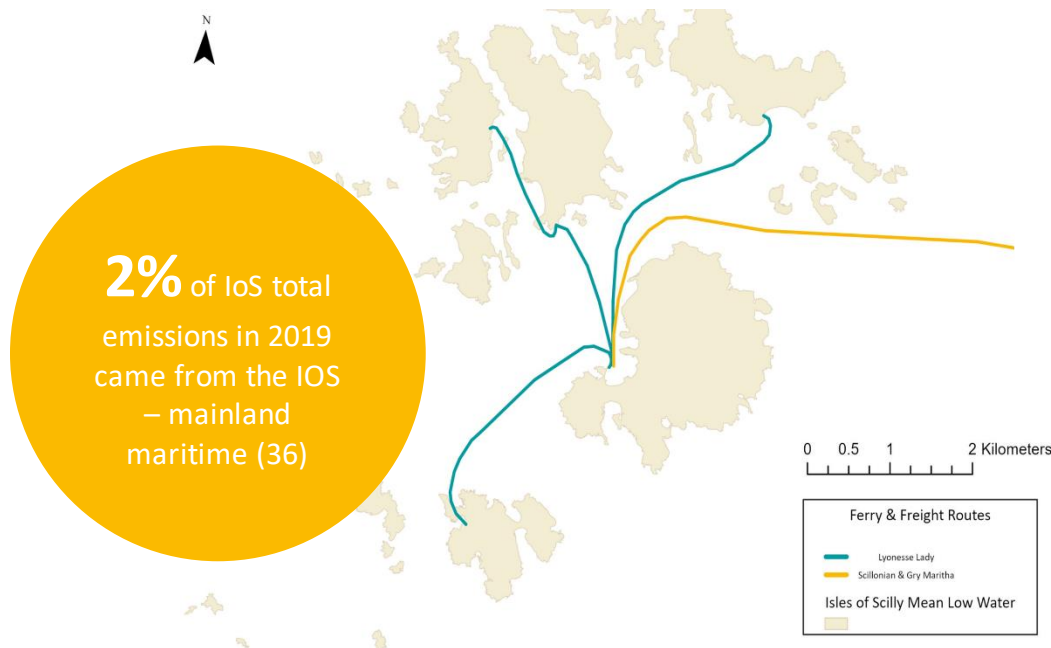 N
2% of IoS total
emissions in 2019
came from the IOS
– mainland
maritime (36)
0 0.5 1 2 Kilometers
Ferry & Freight Routes
Lyonesse Lady
Scillonian & Gry Maritha
Isles of Scilly Mean Low Water